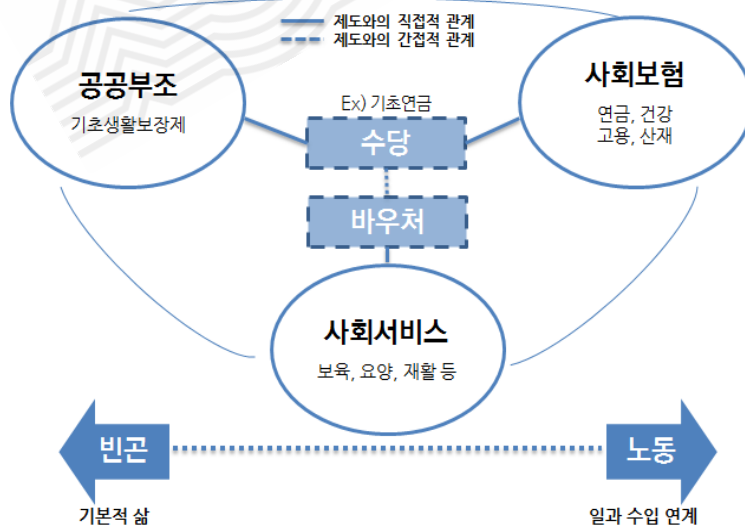 제도와의 직접적 관계
제도와의 간접적 관계
공공부조
기초생활보장제
사회보험
연금, 건강
고용, 산재
Ex) 기초연금
수당
바우처
사회서비스
보육, 요양, 재활 등
빈곤
노동
기본적 삶
일과 수입 연계